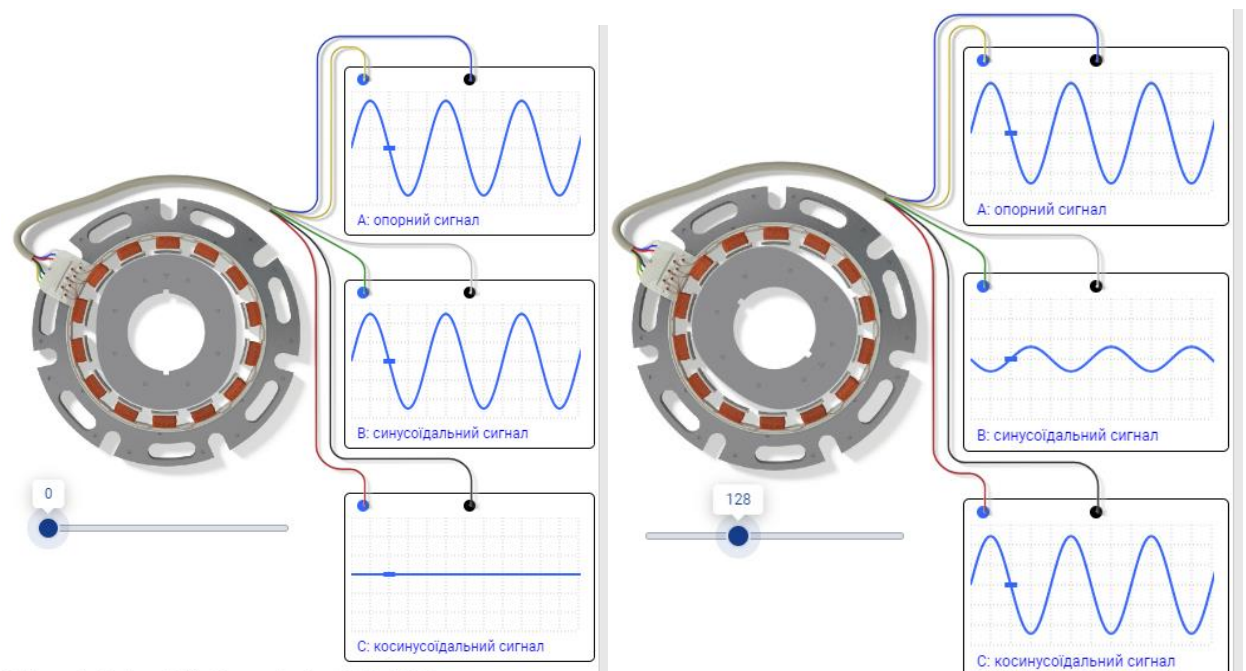 A: опорний сигнал
B: синусоїдальний сигнал
0
C: косинусоїдальний сигнал
A: опорний сигнал
B: синусоїдальний сигнал
128
C: косинусоїдальний сигнал